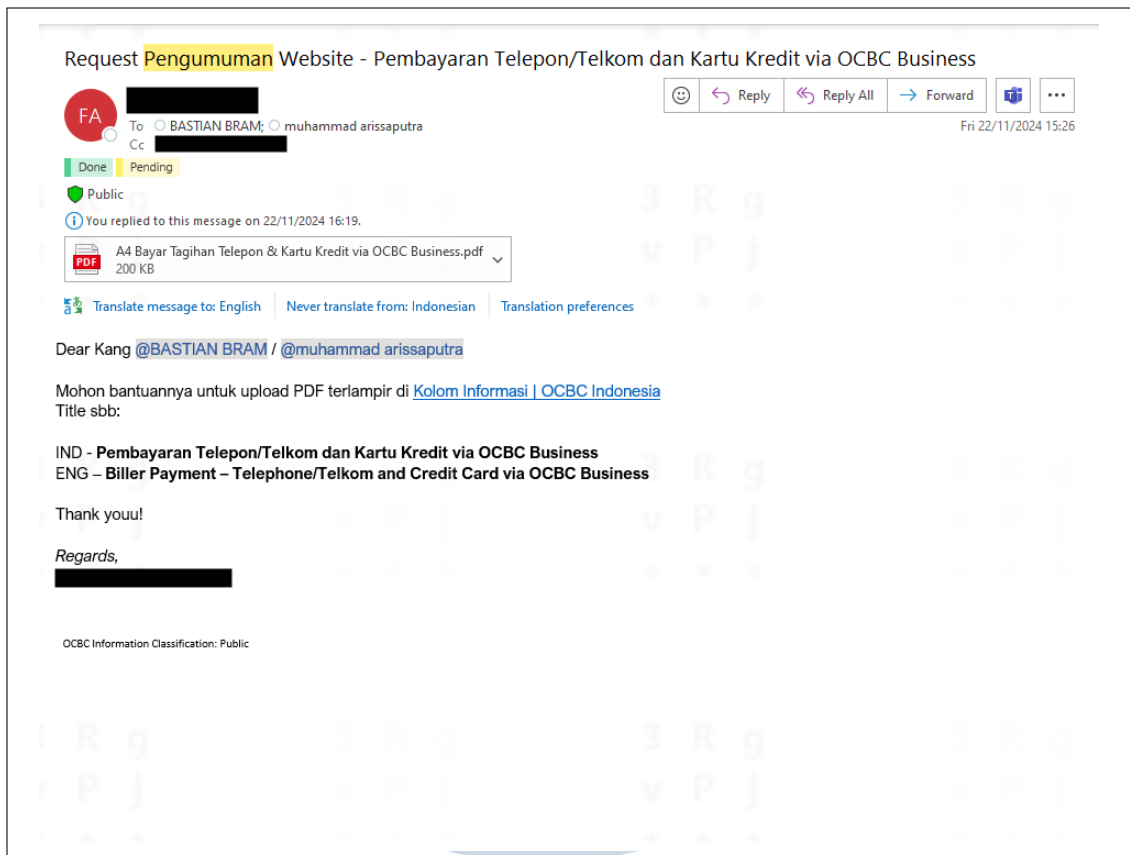 Request Pengumuman Website - Pembayaran Telepon/Telkom dan Kartu Kredit via OCBC Business
FA
Reply
Reply All
Forward
To BASTIAN BRAM; muhammad arissaputra
Fri 22/11/2024 15:26
Cc
Done Pending
Public
You replied to this message on 22/11/2024 16:19.
PDF
A4 Bayar Tagihan Telepon & Kartu Kredit via OCBC Business.pdf
200 KB
Translate message to: English Never translate from: Indonesian Translation preferences
Dear Kang @BASTIAN BRAM / @muhammad arissaputra
Mohon bantuannya untuk upload PDF terlampir di Kolom Informasi | OCBC Indonesia
Title sbb:
IND - Pembayaran Telepon/Telkom dan Kartu Kredit via OCBC Business
ENG – Biller Payment – Telephone/Telkom and Credit Card via OCBC Business
Thank youu!
Regards,
OCBC Information Classification: Public